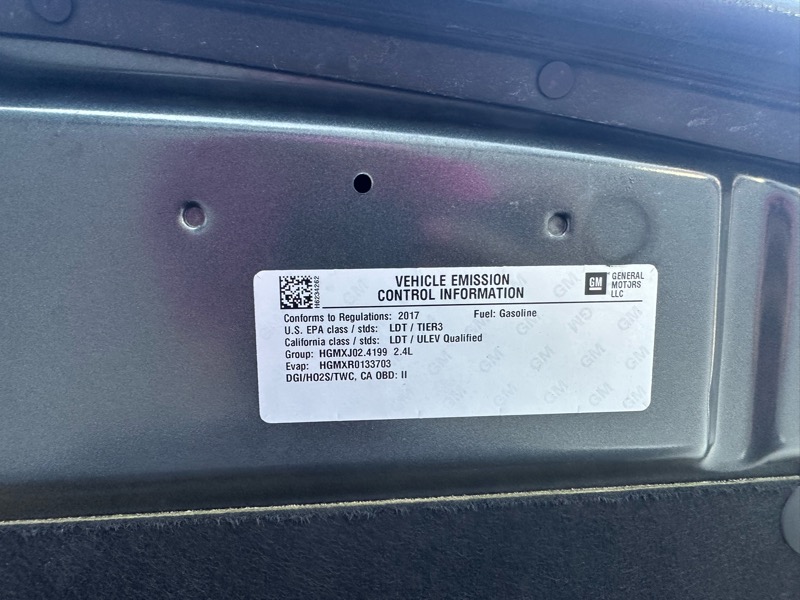 VEHICLE EMISSION
CONTROL INFORMATION
GM
GENERAL
MOTORS
LLC
H6234262
Conforms to Regulations: 2017 Fuel: Gasoline
U.S. EPA class / stds: LDT / TIER3
California class / stds: LDT / ULEV Qualified
Group: HGMXJ02.4199 2.4L
Evap: HGMXR0133703
DGI/HO2S/TWC, CA OBD: II